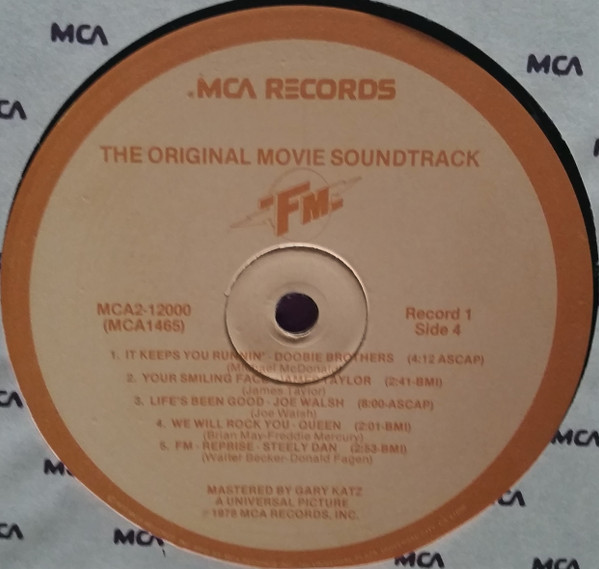 MCA
MCA
MCA RECORDS
THE ORIGINAL MOVIE SOUNDTRACK
FM
MCA2-12000
(MCA1465)
Record 1
Side 4
1. IT KEEPS YOU RUNNIN' - DOOBIE BROTHERS (4:12 ASCAP)
(Michael McDonald)
2. YOUR SMILING FACE - JAMES TAYLOR (2:41-BMI)
(James Taylor)
3. LIFE'S BEEN GOOD - JOE WALSH (8:00-ASCAP)
(Joe Walsh)
4. WE WILL ROCK YOU - QUEEN (2:01-BMI)
(Brian May-Freddie Mercury)
5. FM - REPRISE - STEELY DAN (2:53-BMI)
(Walter Becker-Donald Fagen)
MASTERED BY GARY KATZ
A UNIVERSAL PICTURE
℗1978 MCA RECORDS, INC.
MCA
MCA
MCA